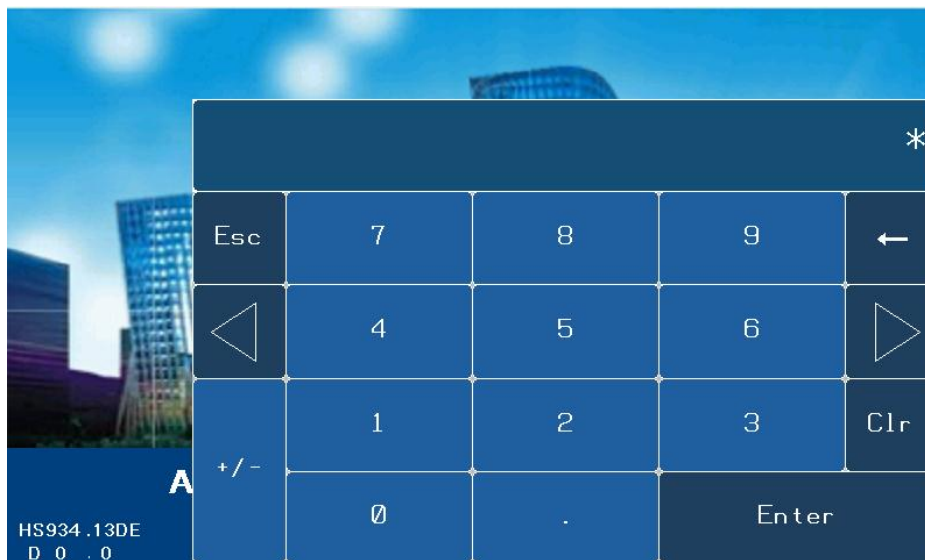 *
Esc 7 8 9 ←
4 5 6
1 2 3 Clr
+/-
0 . Enter
A
HS934.13DE
D 0 .0